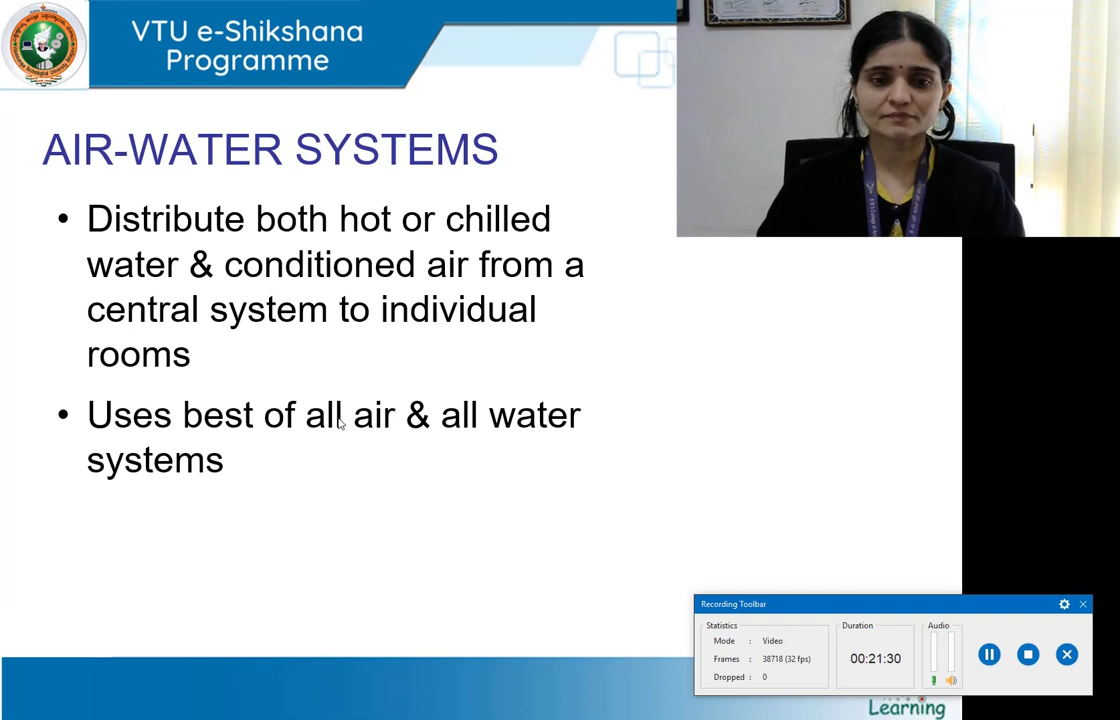 VTU e-Shikshana
Programme
AIR-WATER SYSTEMS
• Distribute both hot or chilled
water & conditioned air from a
central system to individual
rooms
• Uses best of all air & all water
systems
Recording Toolbar
Statistics
Mode : Video
Frames : 38718 (32 fps)
Dropped : 0
Duration
00:21:30
Audio
Learning